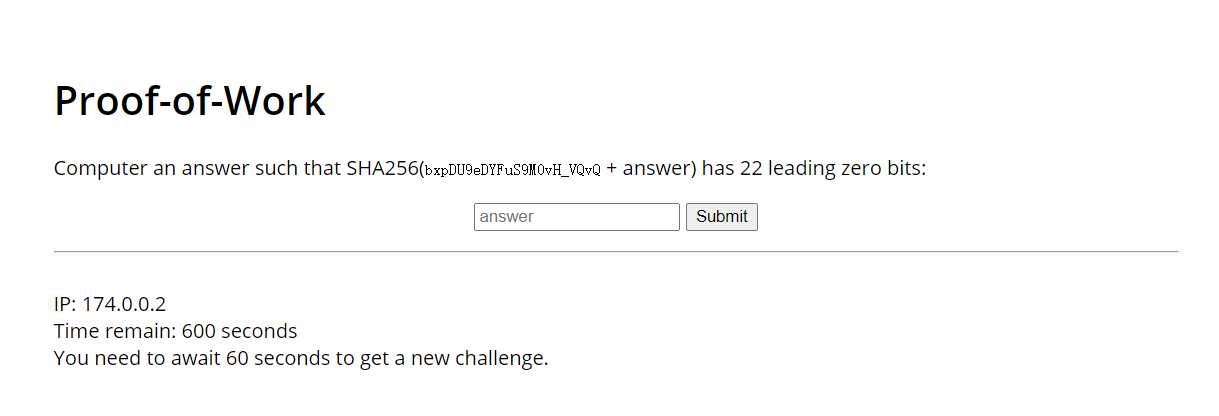 Proof-of-Work
Computer an answer such that SHA256(bxpDU9eDYFuS9M0vH_VQvQ + answer) has 22 leading zero bits:
answer Submit
IP: 174.0.0.2
Time remain: 600 seconds
You need to await 60 seconds to get a new challenge.